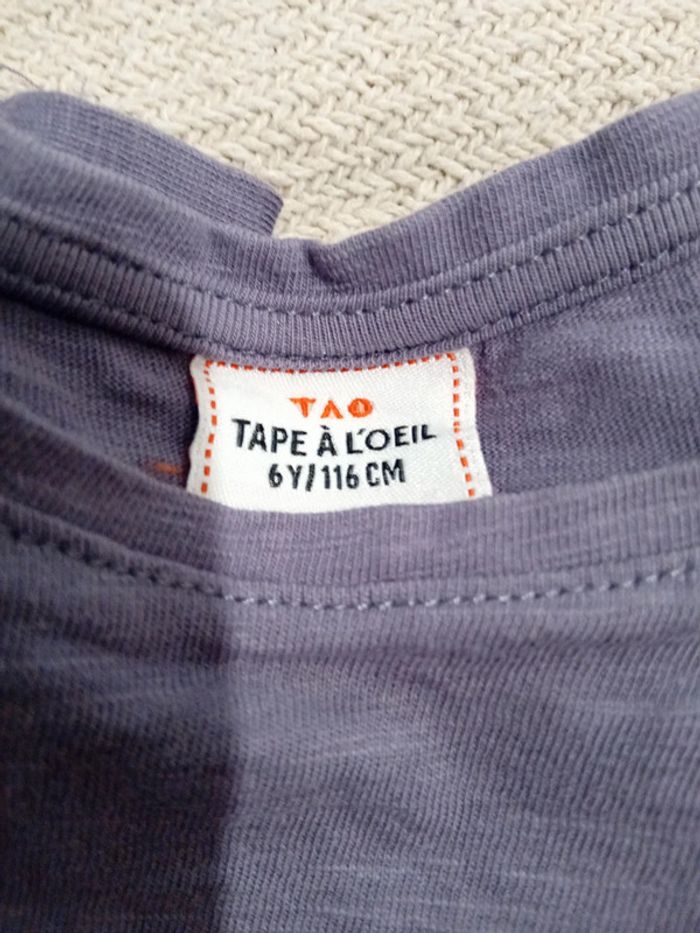 TAO
TAPE À L'OEIL
6Y/116 CM